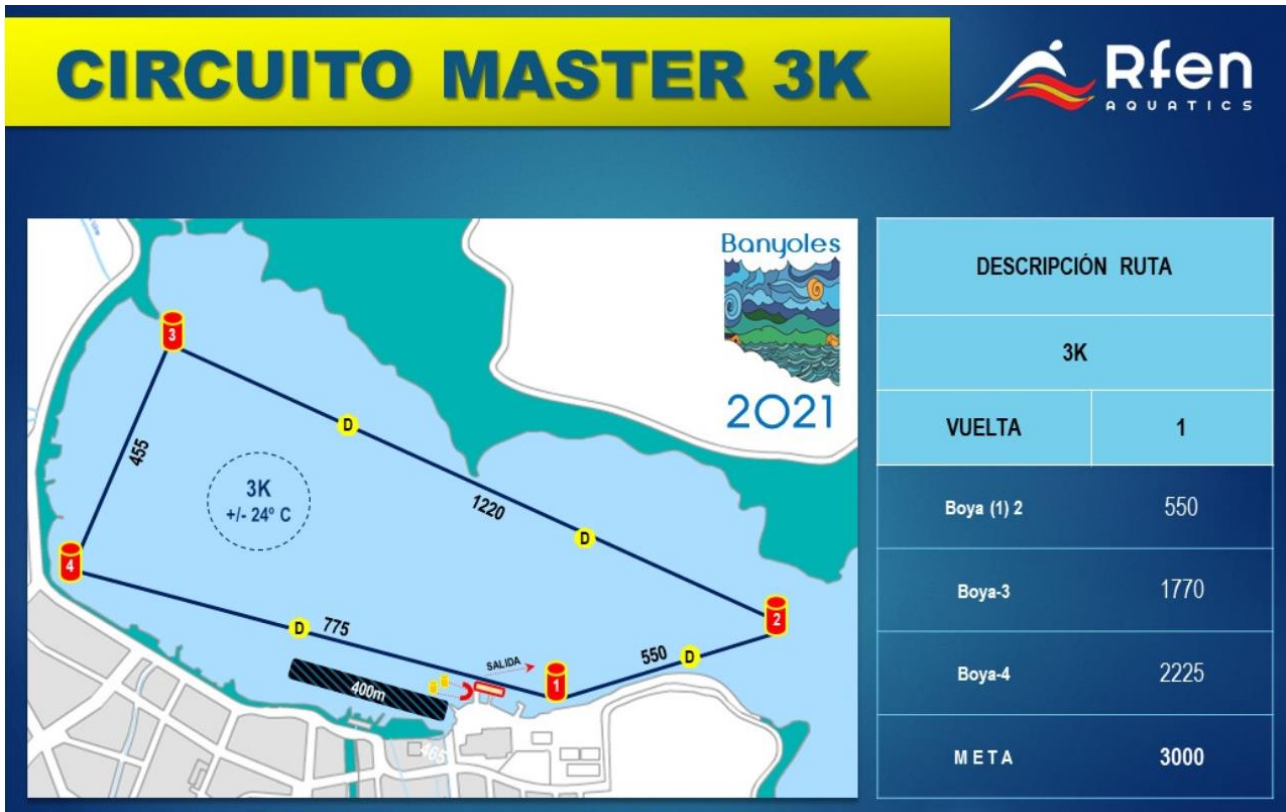 CIRCUITO MASTER 3K
Rfen
AQUATICS
Banyoles
2021
3
D
455
3K
+/- 24º C
1220
D
4
2
D
775
550
D
SALIDA
1
400m
465
DESCRIPCIÓN RUTA
3K
VUELTA 1
Boya (1) 2 550
Boya-3 1770
Boya-4 2225
META 3000